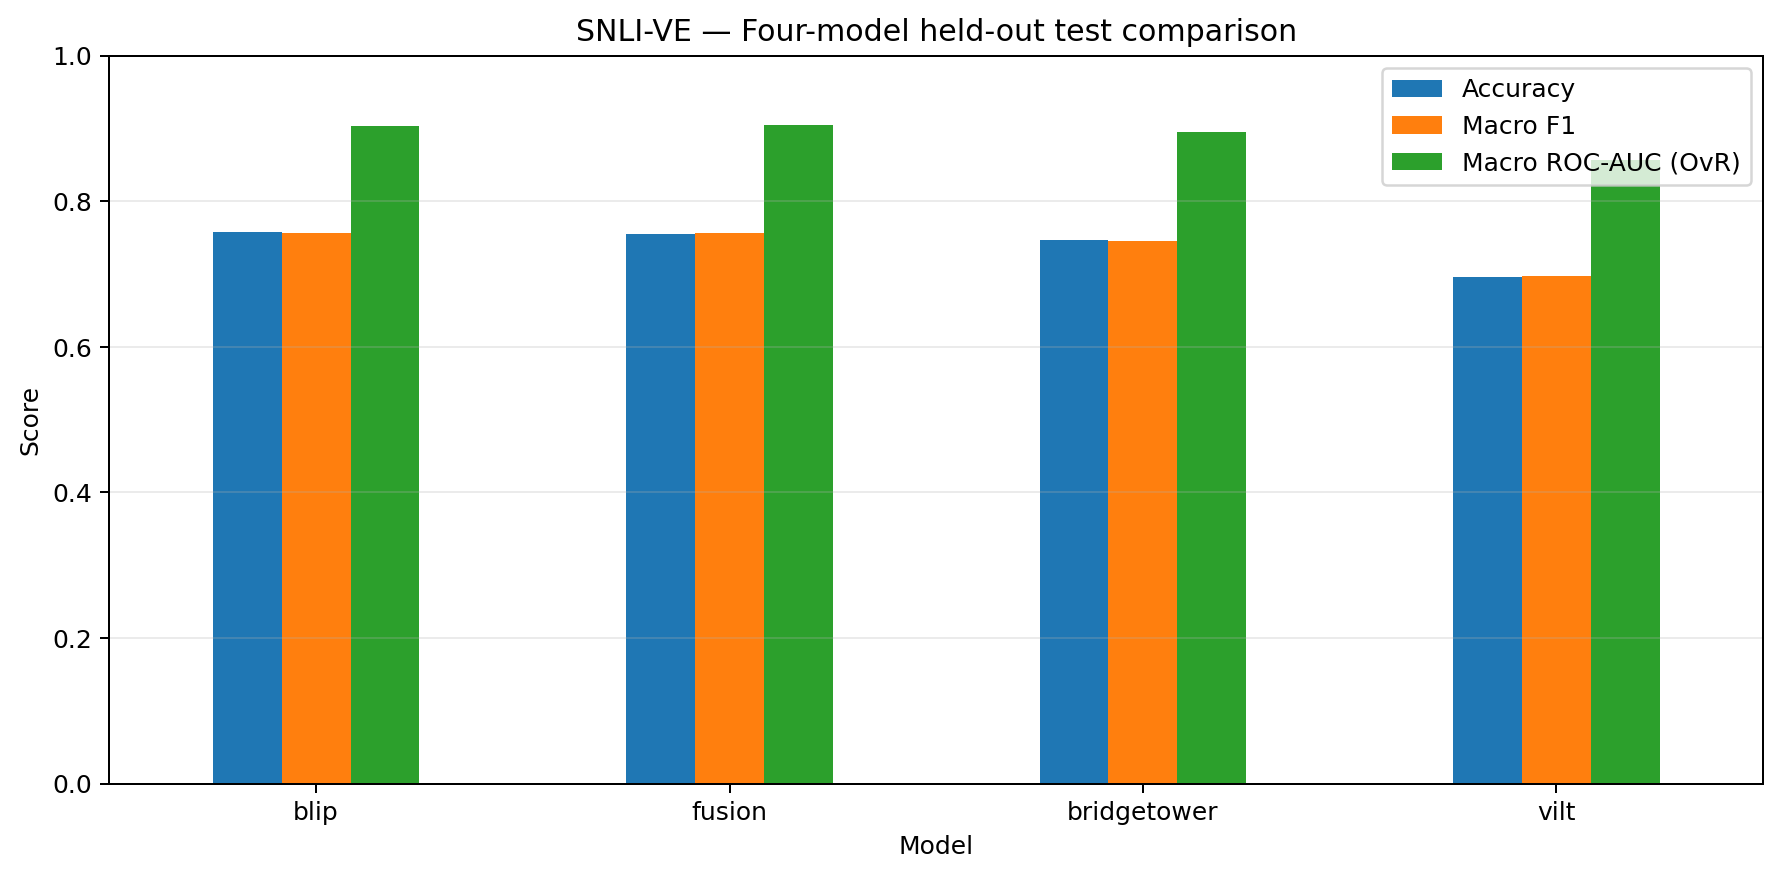 SNLI-VE — Four-model held-out test comparison
1.0
0.8
0.6
0.4
0.2
0.0
Score
Accuracy
Macro F1
Macro ROC-AUC (OvR)
blip
fusion
bridgetower
vilt
Model